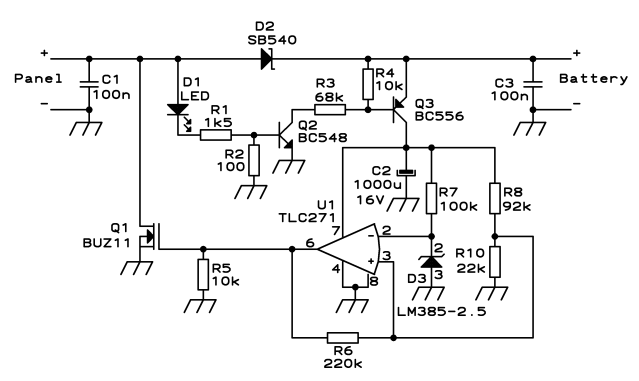 D2
SB540
+
+
Panel
C1
100n
D1
LED
R1
1k5
R2
100
R3
68k
Q2
BC548
R4
10k
Q3
BC556
C3
100n
Battery
−
−
C2
1000u
16V
R7
100k
R8
92k
U1
TLC271
7
2
6
−
+
3
4
8
Q1
BUZ11
R5
10k
2
D3
3
LM385-2.5
R10
22k
R6
220k